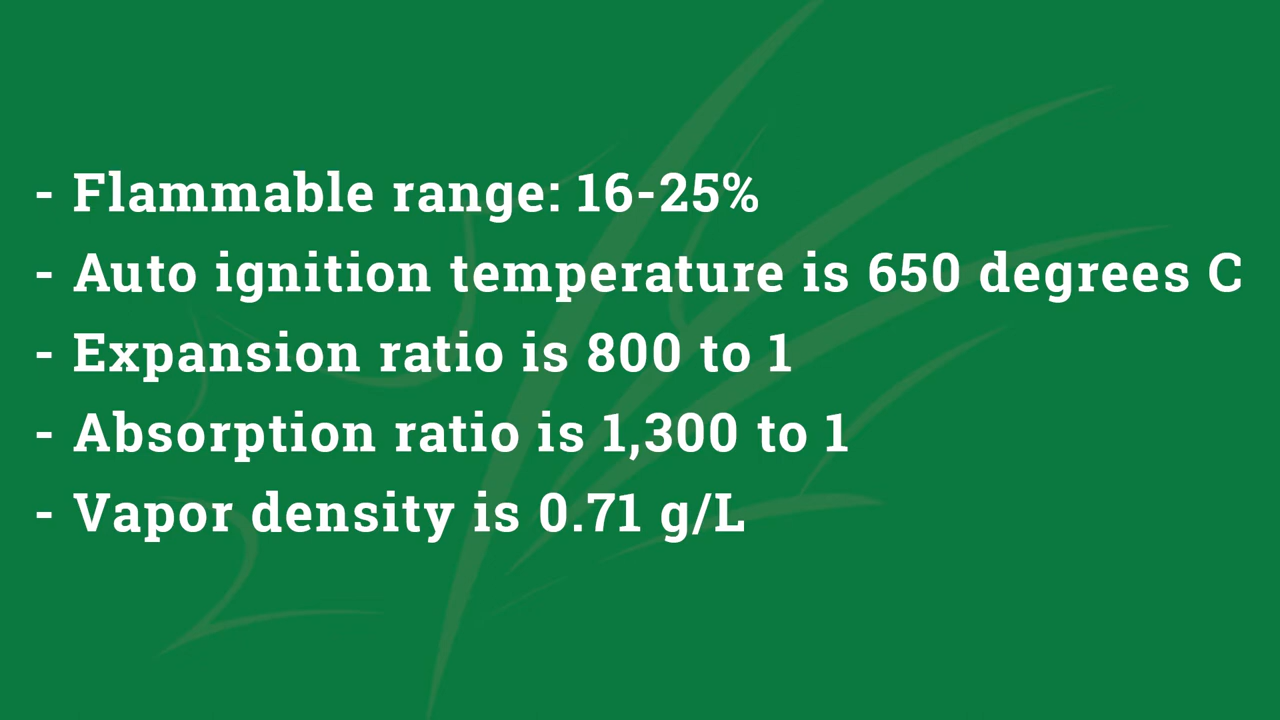 - Flammable range: 16-25%
- Auto ignition temperature is 650 degrees C
- Expansion ratio is 800 to 1
- Absorption ratio is 1,300 to 1
- Vapor density is 0.71 g/L